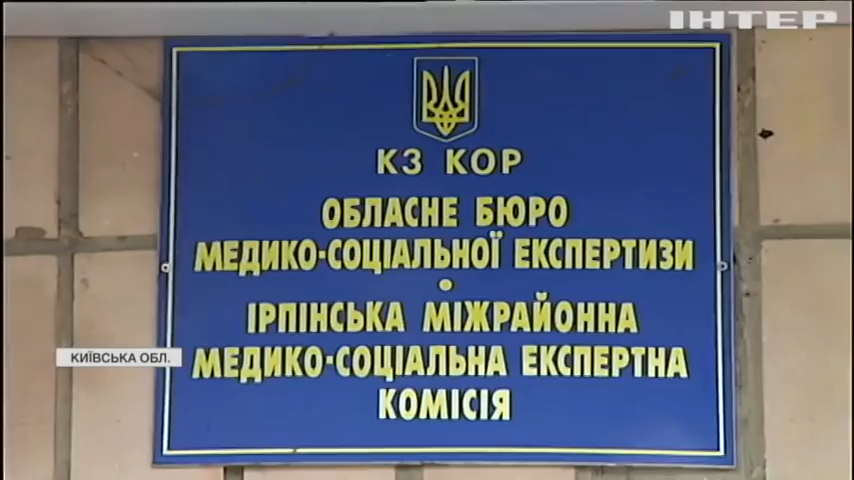 ІНТЕР
КЗ КОР
ОБЛАСНЕ БЮРО
МЕДИКО-СОЦІАЛЬНОЇ ЕКСПЕРТИЗИ
ІРПІНСЬКА МІЖРАЙОННА
МЕДИКО-СОЦІАЛЬНА ЕКСПЕРТНА
КОМІСІЯ
КИЇВСЬКА ОБЛ.